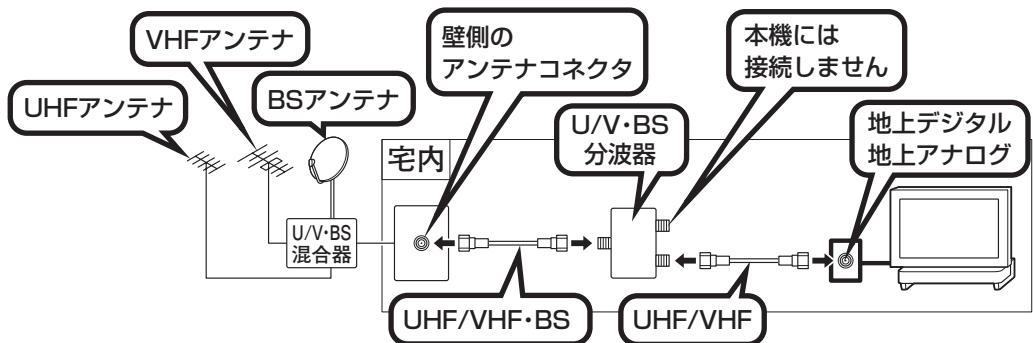 VHFアンテナ
UHFアンテナ
BSアンテナ
壁側の
アンテナコネクタ
本機には
接続しません
U/V・BS
分波器
地上デジタル
地上アナログ
宅内
U/V・BS
混合器
UHF/VHF・BS
UHF/VHF